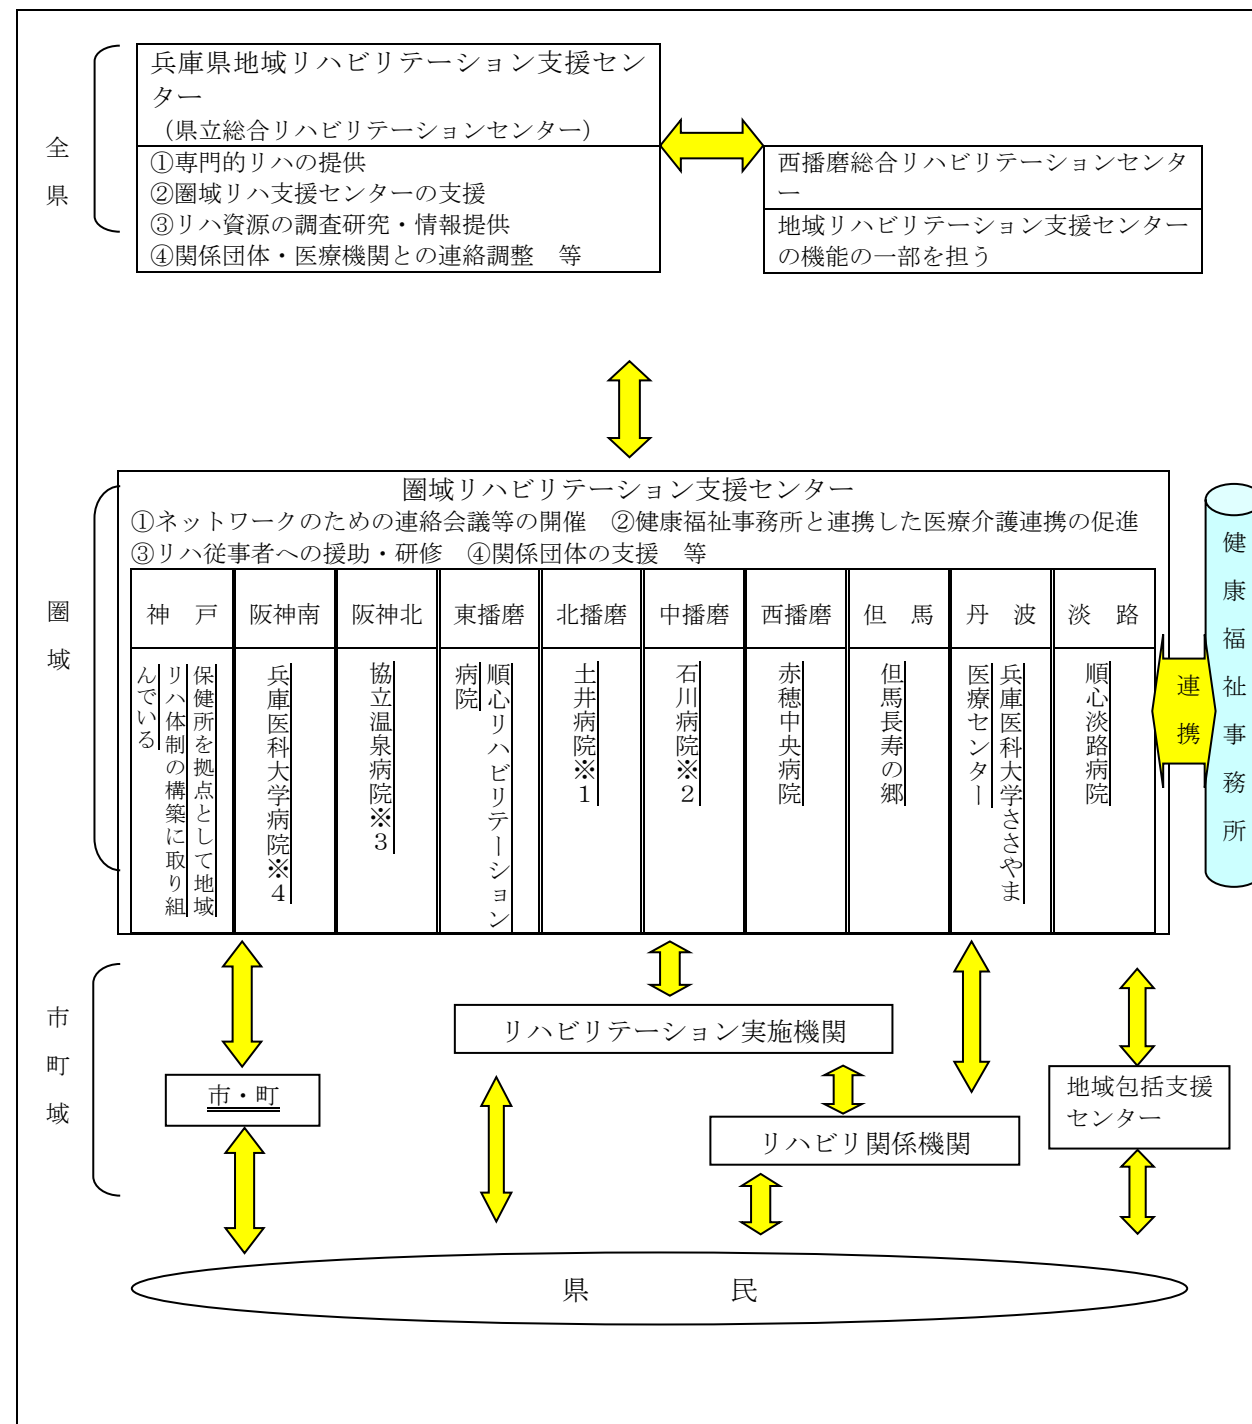 全県
兵庫県地域リハビリテーション支援セン
ター
（県立総合リハビリテーションセンター）
①専門的リハの提供
②圏域リハ支援センターの支援
③リハ資源の調査研究・情報提供
④関係団体・医療機関との連絡調整　等
西播磨総合リハビリテーションセンタ
ー
地域リハビリテーション支援センター
の機能の一部を担う
圏域
圏域リハビリテーション支援センター
①ネットワークのための連絡会議等の開催　②健康福祉事務所と連携した医療介護連携の促進
③リハ従事者への援助・研修　④関係団体の支援　等
神　戸
阪神南
阪神北
東播磨
北播磨
中播磨
西播磨
但　馬
丹　波
淡　路
保健所を拠点として地域
リハ体制の構築に取り組
んでいる
兵庫医科大学病院※４
協立温泉病院※３
順心リハビリテーション
病院
土井病院※１
石川病院※２
赤穂中央病院
但馬長寿の郷
兵庫医科大学ささやま
医療センター
順心淡路病院
連携
健康福祉事務所
市町域
リハビリテーション実施機関
市・町
地域包括支援
センター
リハビリ関係機関
県　　　民